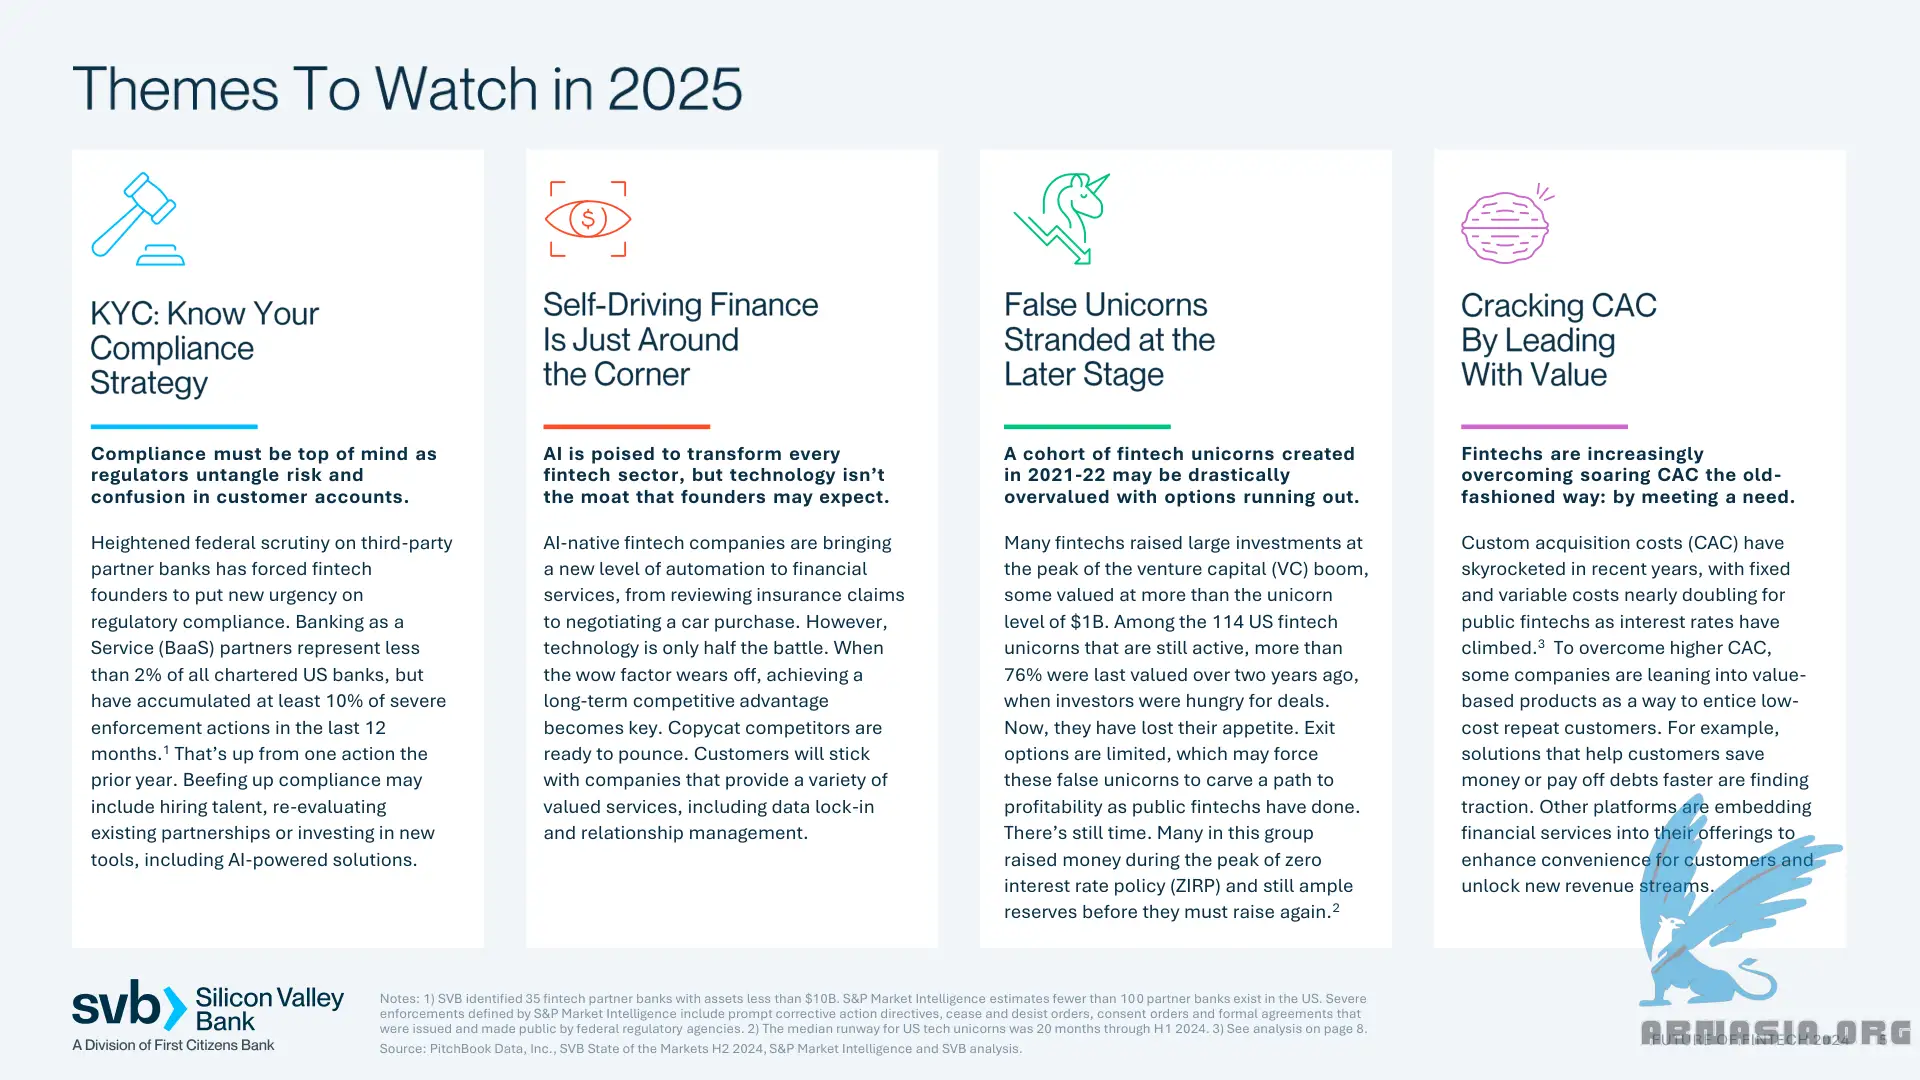 Themes To Watch in 2025
KYC: Know Your
Compliance
Strategy
Compliance must be top of mind as
regulators untangle risk and
confusion in customer accounts.
Heightened federal scrutiny on third-party
partner banks has forced fintech
founders to put new urgency on
regulatory compliance. Banking as a
Service (BaaS) partners represent less
than 2% of all chartered US banks, but
have accumulated at least 10% of severe
enforcement actions in the last 12
months.¹ That's up from one action the
prior year. Beefing up compliance may
include hiring talent, re-evaluating
existing partnerships or investing in new
tools, including AI-powered solutions.
$
Self-Driving Finance
Is Just Around
the Corner
AI is poised to transform every
fintech sector, but technology isn't
the moat that founders may expect.
AI-native fintech companies are bringing
a new level of automation to financial
services, from reviewing insurance claims
to negotiating a car purchase. However,
technology is only half the battle. When
the wow factor wears off, achieving a
long-term competitive advantage
becomes key. Copycat competitors are
ready to pounce. Customers will stick
with companies that provide a variety of
valued services, including data lock-in
and relationship management.
False Unicorns
Stranded at the
Later Stage
A cohort of fintech unicorns created
in 2021-22 may be drastically
overvalued with options running out.
Many fintechs raised large investments at
the peak of the venture capital (VC) boom,
some valued at more than the unicorn
level of $1B. Among the 114 US fintech
unicorns that are still active, more than
76% were last valued over two years ago,
when investors were hungry for deals.
Now, they have lost their appetite. Exit
options are limited, which may force
these false unicorns to carve a path to
profitability as public fintechs have done.
There's still time. Many in this group
raised money during the peak of zero
interest rate policy (ZIRP) and still ample
reserves before they must raise again.²
Cracking CAC
By Leading
With Value
Fintechs are increasingly
overcoming soaring CAC the old-
fashioned way: by meeting a need.
Custom acquisition costs (CAC) have
skyrocketed in recent years, with fixed
and variable costs nearly doubling for
public fintechs as interest rates have
climbed.³ To overcome higher CAC,
some companies are leaning into value-
based products as a way to entice low-
cost repeat customers. For example,
solutions that help customers save
money or pay off debts faster are finding
traction. Other platforms are embedding
financial services into their offerings to
enhance convenience for customers and
unlock new revenue streams.
svb Silicon Valley
Bank
A Division of First Citizens Bank
Notes: 1) SVB identified 35 fintech partner banks with assets less than $10B. S&P Market Intelligence estimates fewer than 100 partner banks exist in the US. Severe
enforcements defined by S&P Market Intelligence include prompt corrective action directives, cease and desist orders, consent orders and formal agreements that
were issued and made public by federal regulatory agencies. 2) The median runway for US tech unicorns was 20 months through H1 2024. 3) See analysis on page 8.
Source: PitchBook Data, Inc., SVB State of the Markets H2 2024, S&P Market Intelligence and SVB analysis.
FUTURE OF FINTECH 2024 5
ARMASIA.ORG